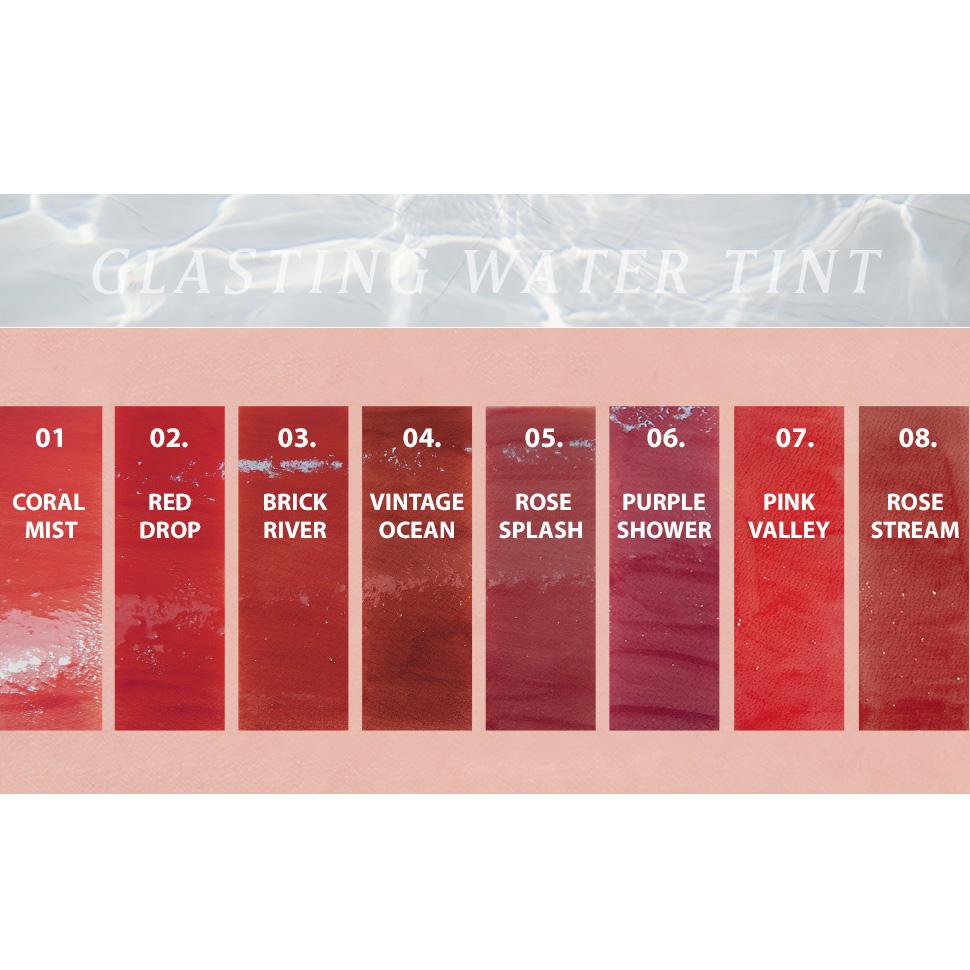 GLASTING WATER TINT
01
CORAL
MIST
02.
RED
DROP
03.
BRICK
RIVER
04.
VINTAGE
OCEAN
05.
ROSE
SPLASH
06.
PURPLE
SHOWER
07.
PINK
VALLEY
08.
ROSE
STREAM